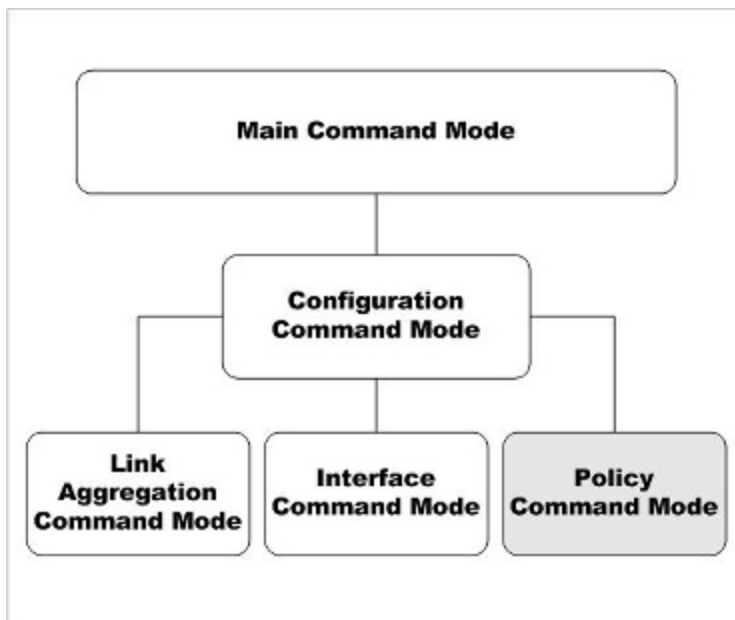 Main Command Mode
Configuration
Command Mode
Link
Aggregation
Command Mode
Interface
Command Mode
Policy
Command Mode